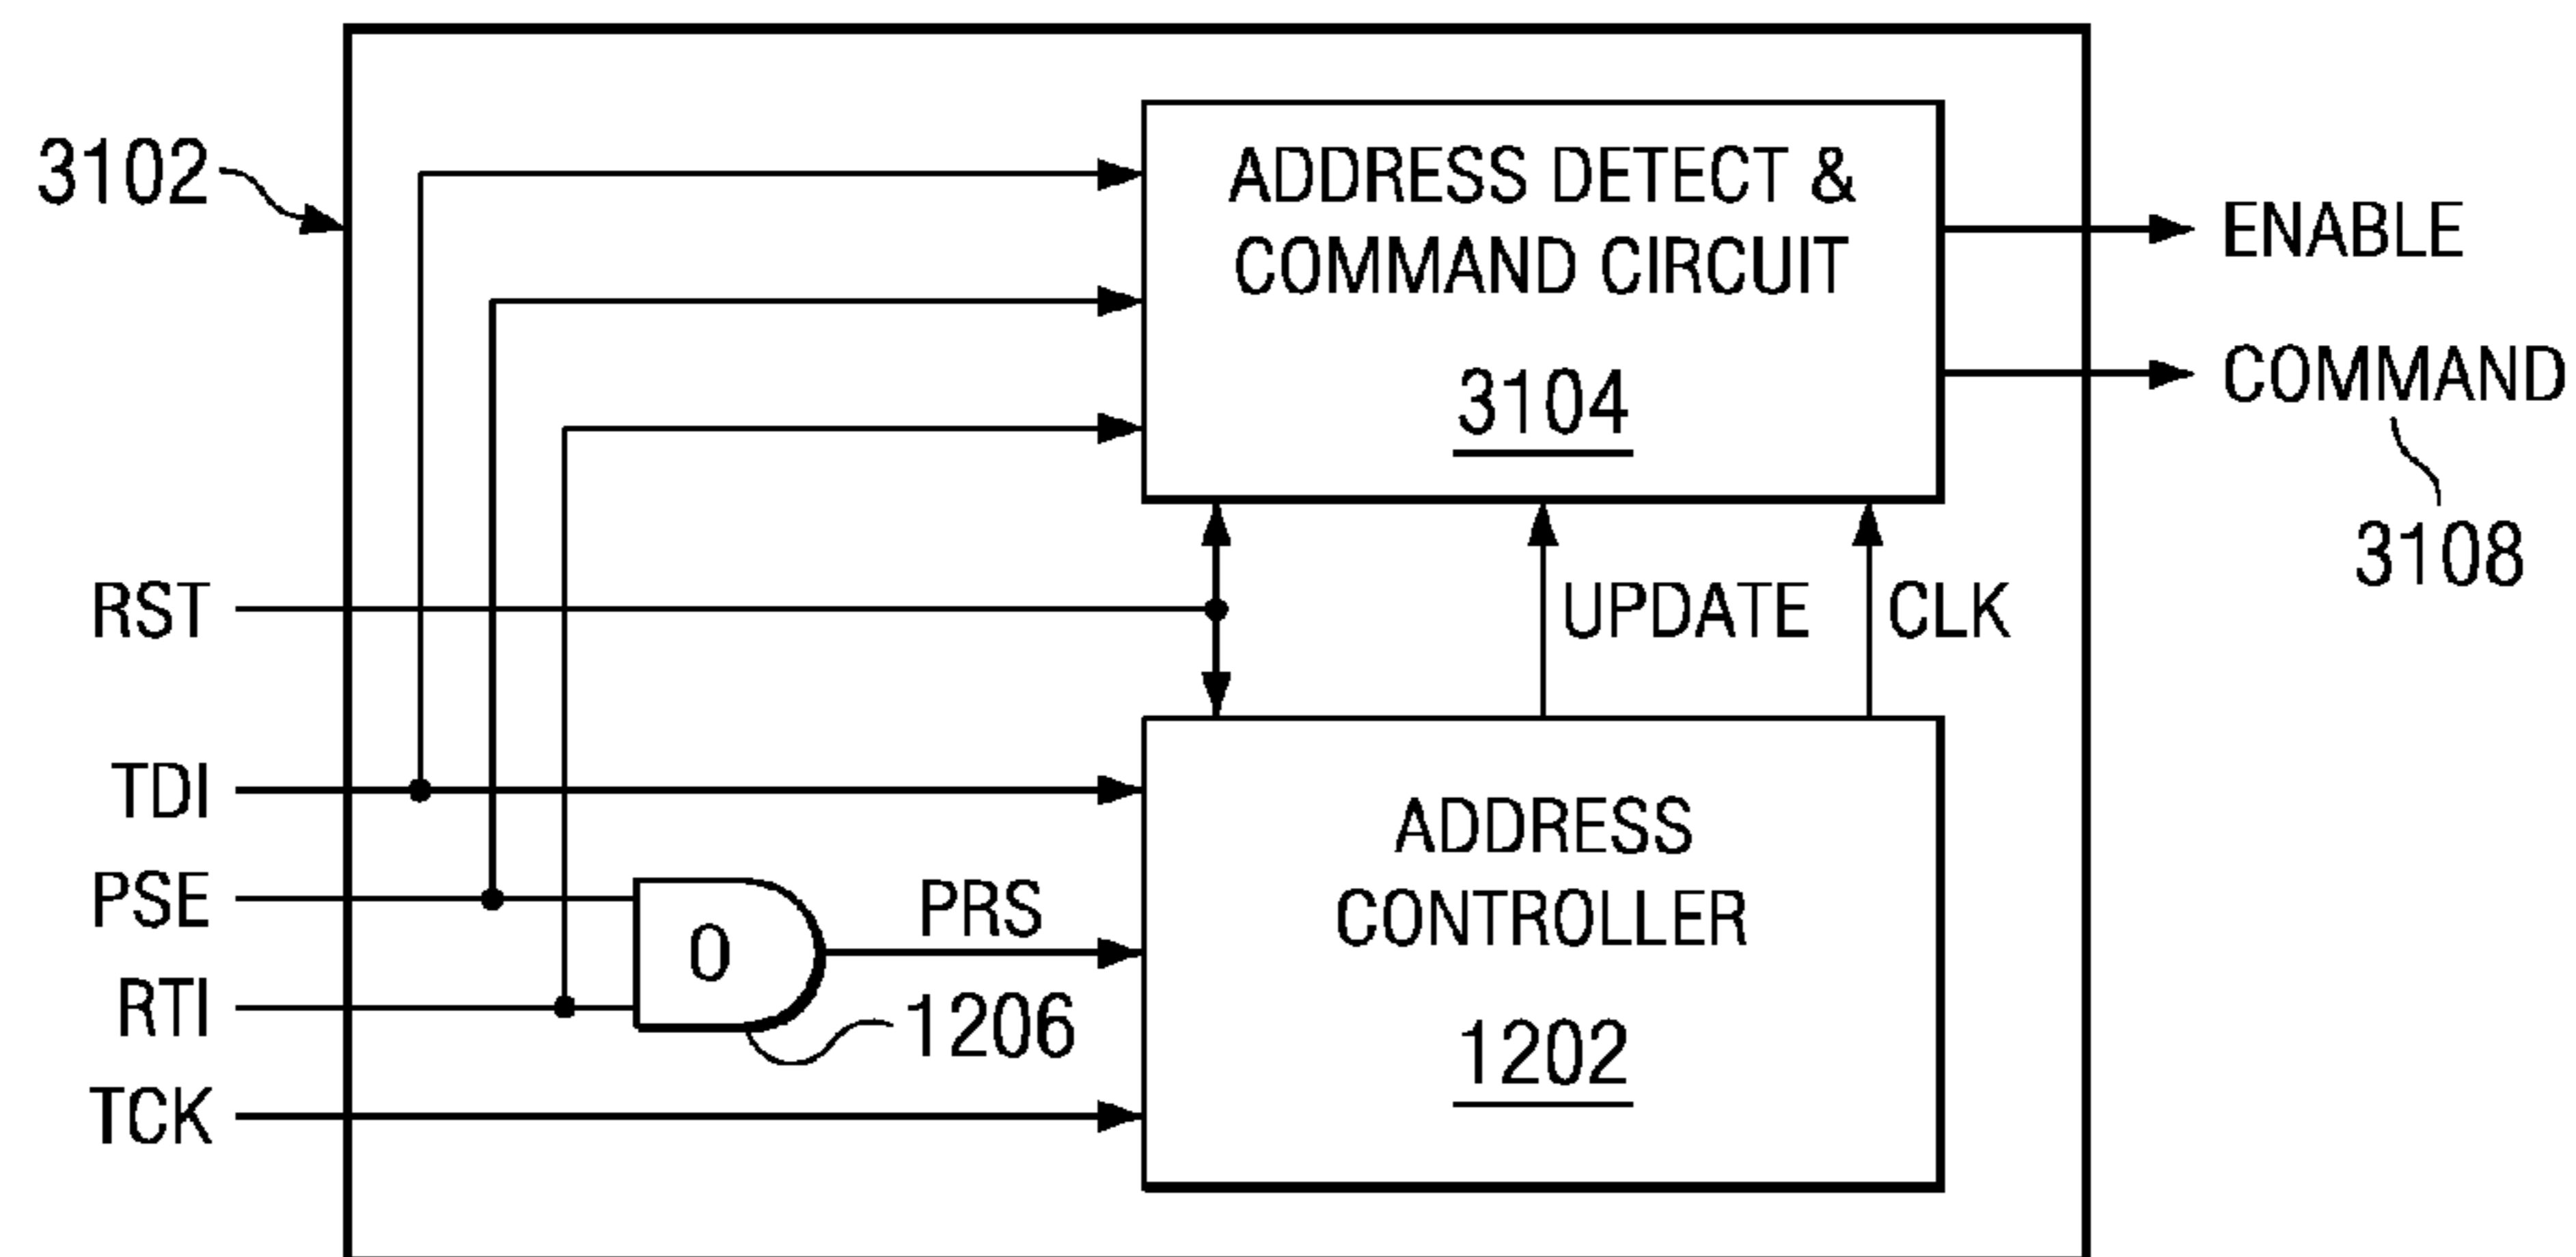 3102
ADDRESS DETECT &
COMMAND CIRCUIT
3104
ENABLE
COMMAND
3108
RST
UPDATE
CLK
TDI
PSE
RTI
TCK
O
PRS
1206
ADDRESS
CONTROLLER
1202